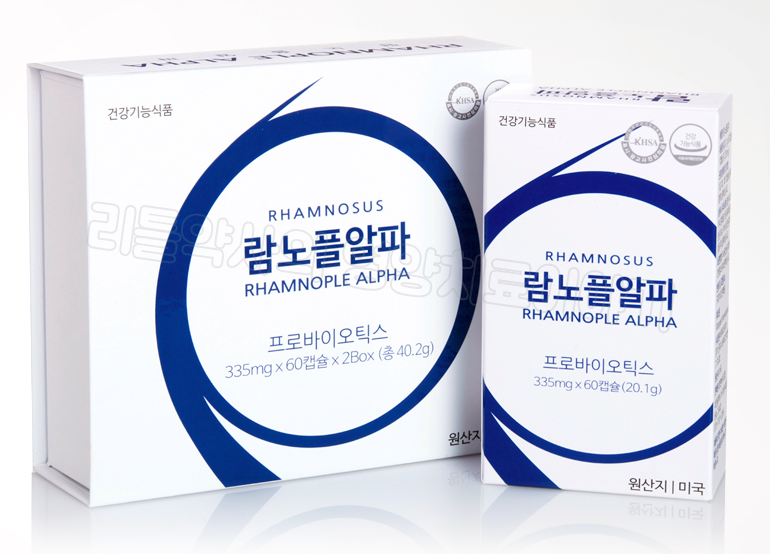 RHAMNOPLE ALPHA
건강기능식품
KHSA
RHAMNOSUS
람노플알파
RHAMNOPLE ALPHA
프로바이오틱스
335mg x 60캡슐 x 2Box (총 40.2g)
원산지
건강기능식품
KHSA
건강
기능식품
RHAMNOSUS
람노플알파
RHAMNOPLE ALPHA
프로바이오틱스
335mg x 60캡슐(20.1g)
원산지 | 미국